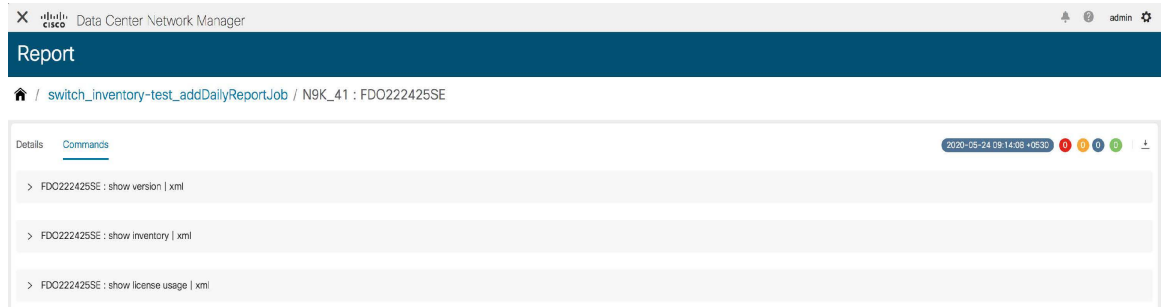 X cisco Data Center Network Manager admin
Report
/ switch_inventory-test_addDailyReportJob / N9K_41 : FDO222425SE
Details Commands 2020-05-24 09:14:08 +0530 0 0 0 0
> FDO222425SE : show version | xml
> FDO222425SE : show inventory | xml
> FDO222425SE : show license usage | xml